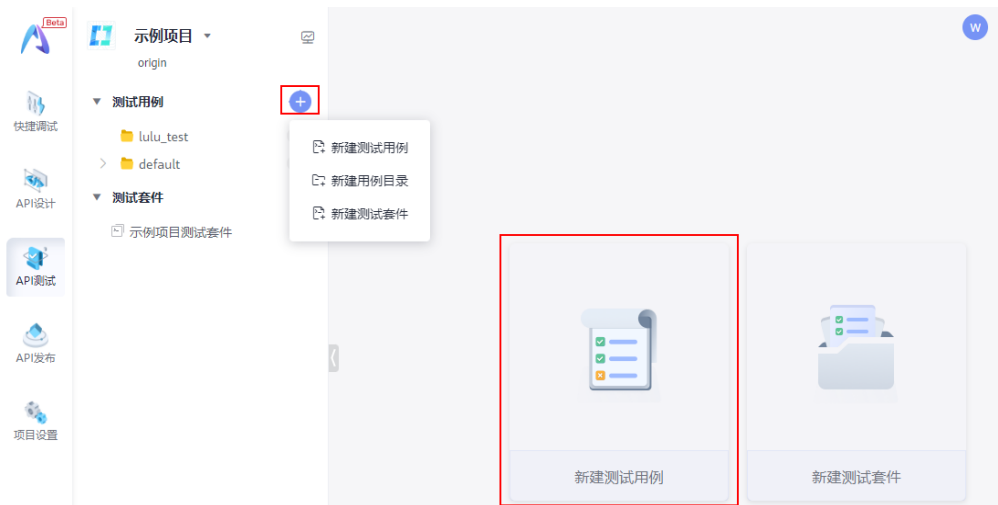 Beta
示例项目
origin
W
测试用例
lulu_test
default
测试套件
示例项目测试套件
新建测试用例
新建用例目录
新建测试套件
快捷调试
API设计
API测试
API发布
项目设置
新建测试用例
新建测试套件